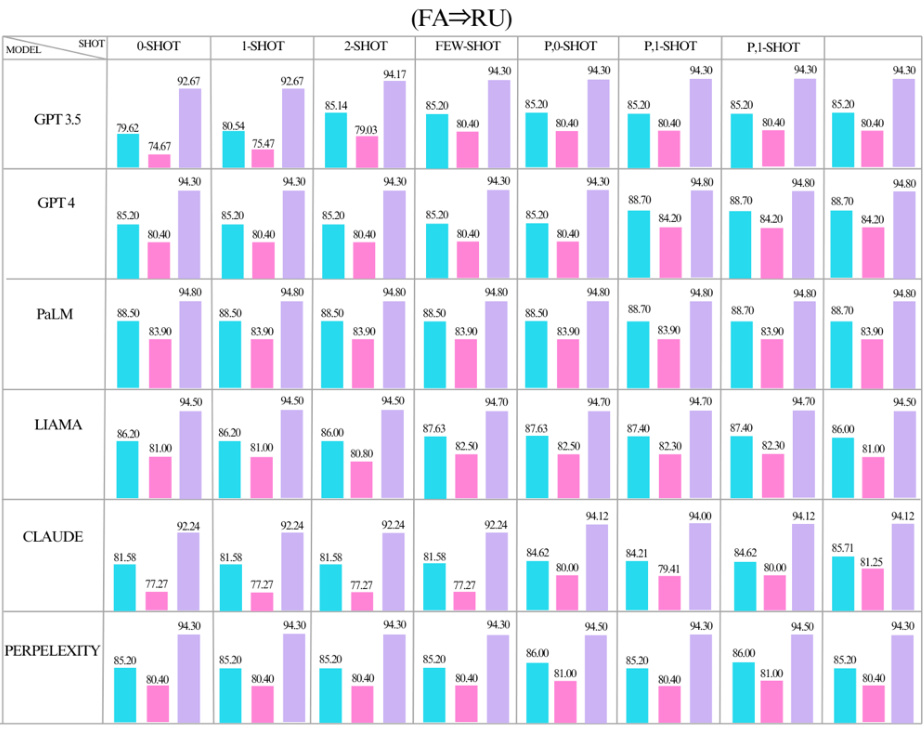 (FA⇒RU)
MODEL SHOT 0-SHOT 1-SHOT 2-SHOT FEW-SHOT P,0-SHOT P,1-SHOT P,1-SHOT
GPT 3.5 79.62 74.67 92.67 80.54 75.47 92.67 85.14 79.03 94.17 85.20 80.40 94.30 85.20 80.40 94.30 85.20 80.40 94.30 85.20 80.40 94.30 85.20 80.40 94.30
GPT 4 85.20 80.40 94.30 85.20 80.40 94.30 85.20 80.40 94.30 85.20 80.40 94.30 85.20 80.40 94.30 88.70 84.20 94.80 88.70 84.20 94.80 88.70 84.20 94.80
PaLM 88.50 83.90 94.80 88.50 83.90 94.80 88.50 83.90 94.80 88.50 83.90 94.80 88.50 83.90 94.80 88.70 83.90 94.80 88.70 83.90 94.80 88.70 83.90 94.80
LIAMA 86.20 81.00 94.50 86.20 81.00 94.50 86.00 80.80 94.50 87.63 82.50 94.70 87.63 82.50 94.70 87.40 82.30 94.70 87.40 82.30 94.70 86.00 81.00 94.50
CLAUDE 81.58 77.27 92.24 81.58 77.27 92.24 81.58 77.27 92.24 81.58 77.27 92.24 84.62 80.00 94.12 84.21 79.41 94.00 84.62 80.00 94.12 85.71 81.25 94.12
PERPELEXITY 85.20 80.40 94.30 85.20 80.40 94.30 85.20 80.40 94.30 85.20 80.40 94.30 86.00 81.00 94.50 85.20 80.40 94.30 86.00 81.00 94.50 85.20 80.40 94.30